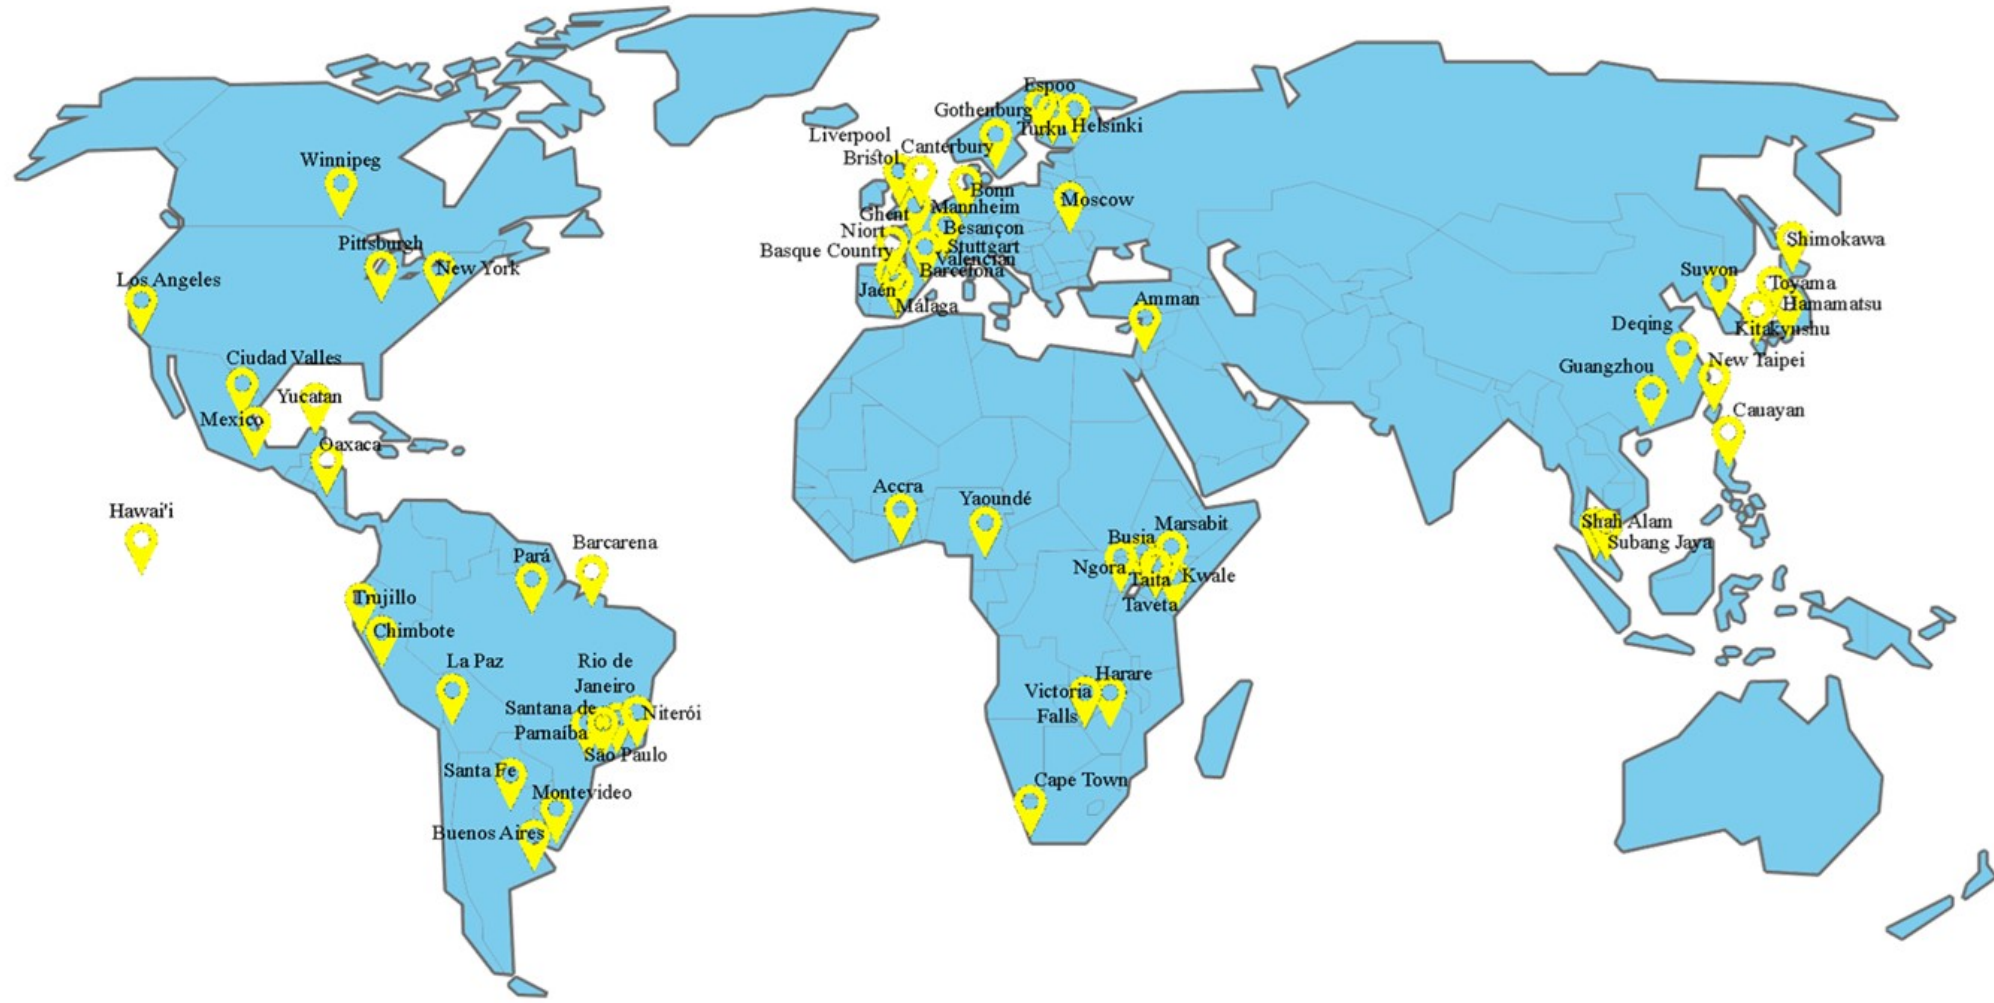 Espoo
Gothenburg
Turku
Helsinki
Liverpool
Canterbury
Bristol
Winnipeg
Bonn
Moscow
Mannheim
Ghent
Besançon
Niort
Pittsburgh
Stuttgart
Shimokawa
Basque Country
Valencian
New York
Barcelona
Suwon
Los Angeles
Toyama
Jaén
Málaga
Amman
Hamamatsu
Deqing
Kitakyushu
Ciudad Valles
Guangzhou
New Taipei
Yucatan
Mexico
Cauayan
Oaxaca
Accra
Yaoundé
Hawai'i
Marsabit
Shah Alam
Busia
Subang Jaya
Barcarena
Pará
Ngora
Taita
Kwale
Trujillo
Taveta
Chimbote
La Paz
Rio de
Janeiro
Harare
Victoria
Falls
Santana de
Parnaíba
Niterói
São Paulo
Santa Fe
Cape Town
Montevideo
Buenos Aires